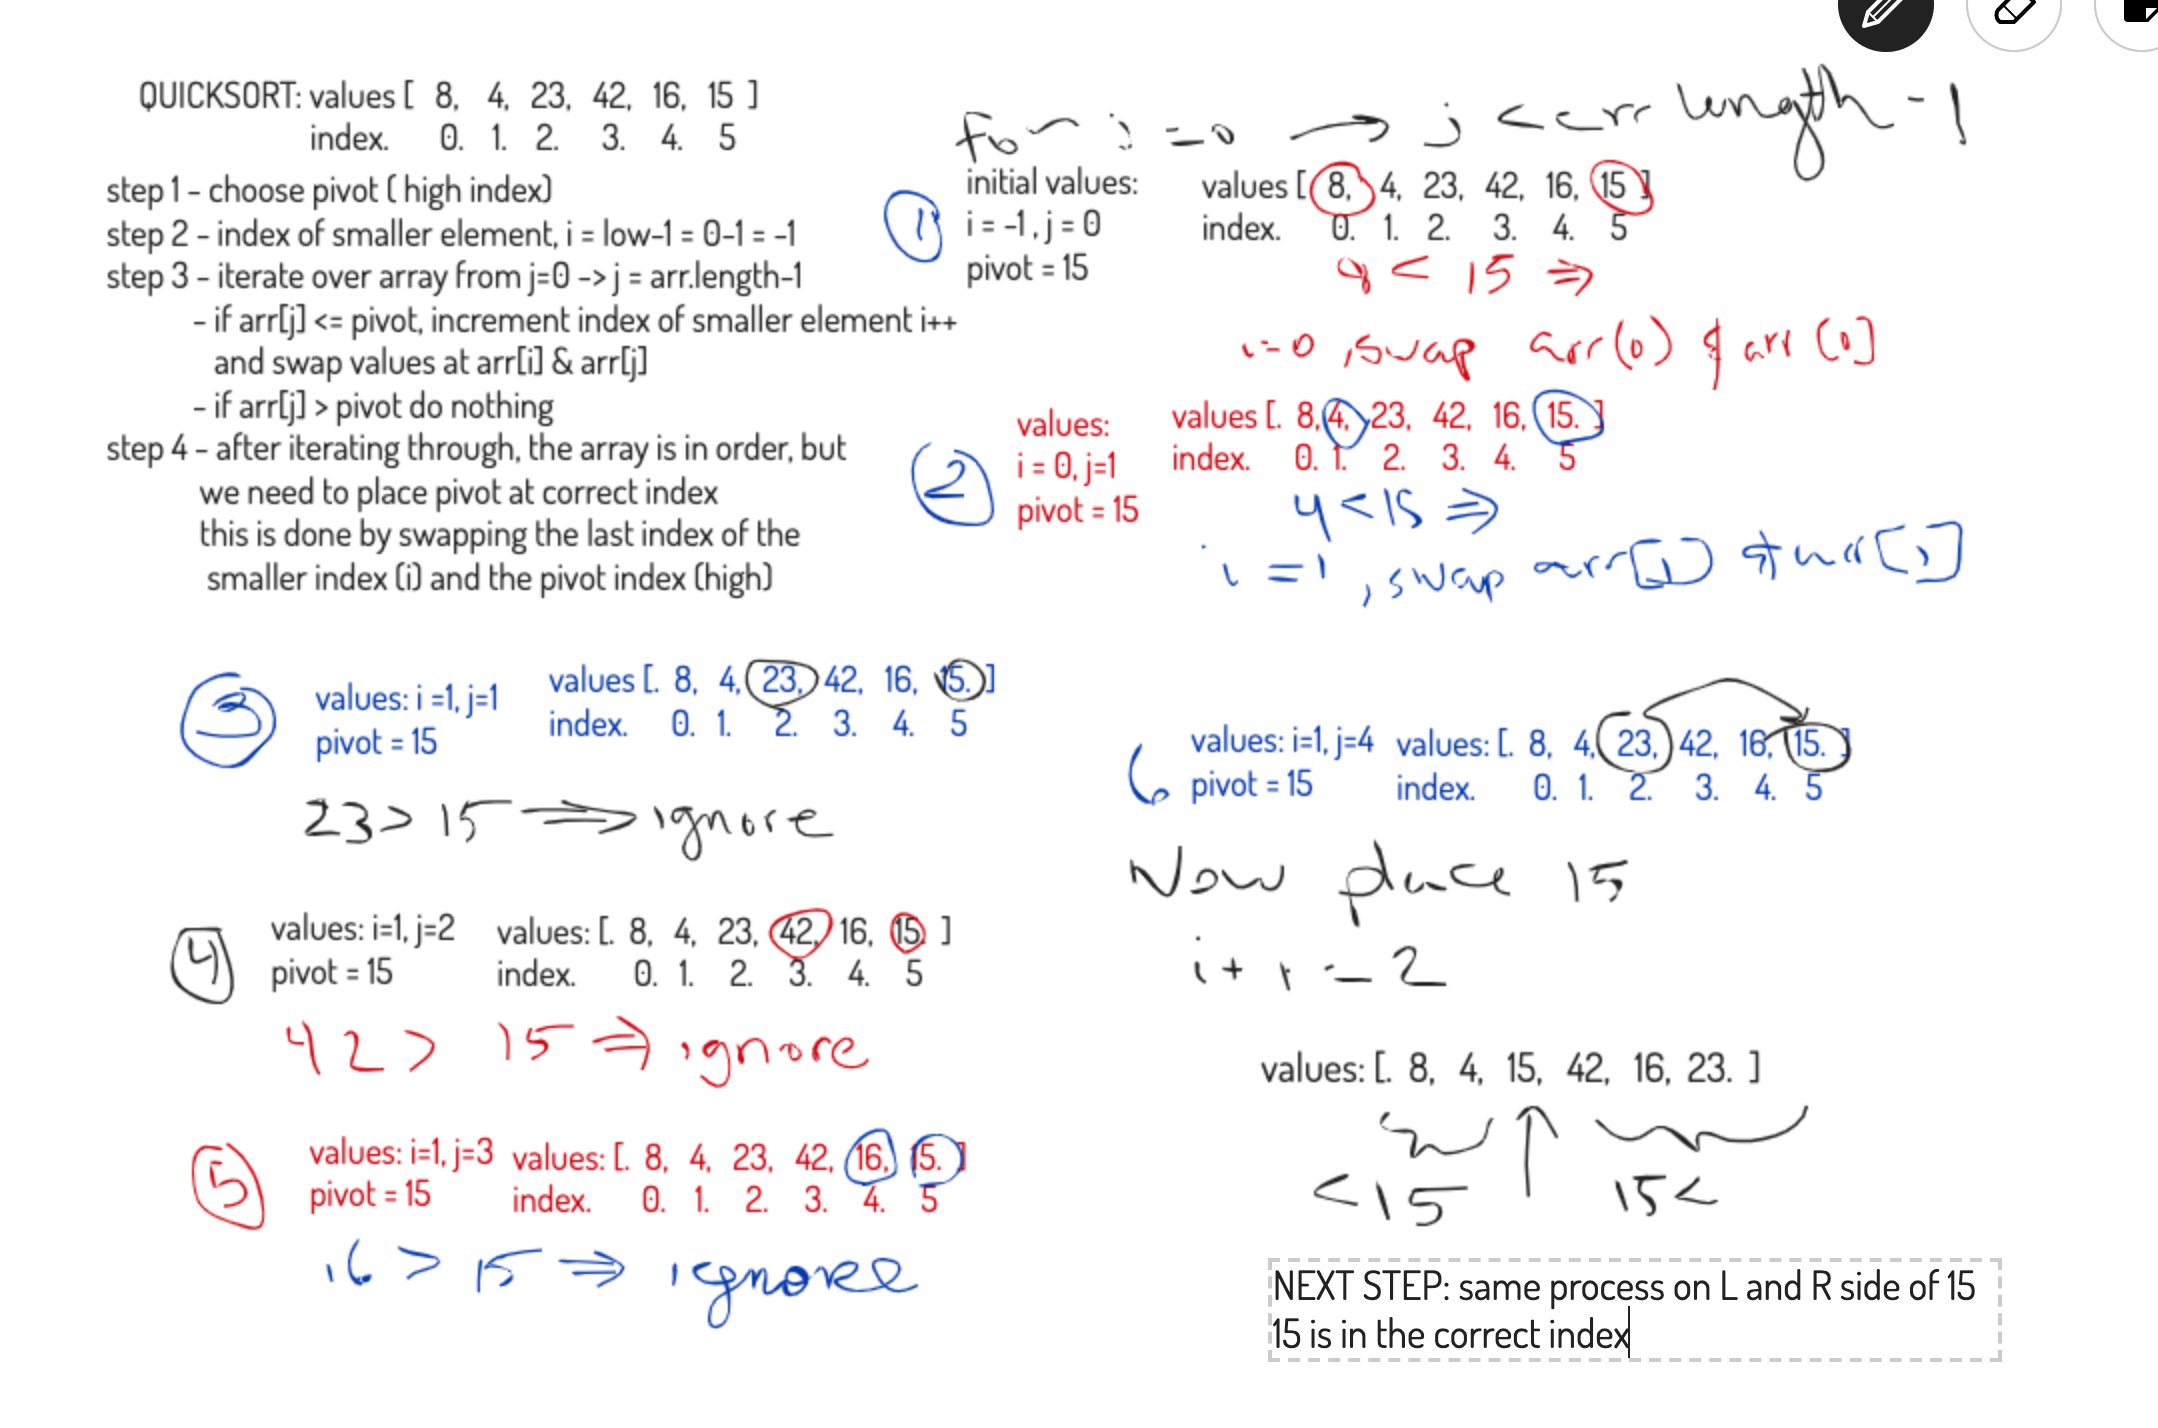 QUICKSORT: values [ 8, 4, 23, 42, 16, 15 ]
index. 0. 1. 2. 3. 4. 5
step 1 - choose pivot ( high index)
step 2 - index of smaller element, i = low-1 = 0-1 = -1
step 3 - iterate over array from j=0 -> j = arr.length-1
- if arr[j] <= pivot, increment index of smaller element i++
and swap values at arr[i] & arr[j]
- if arr[j] > pivot do nothing
step 4 - after iterating through, the array is in order, but
we need to place pivot at correct index
this is done by swapping the last index of the
smaller index (i) and the pivot index (high)
For j = 0 → j < arr length - 1
1
initial values:
i = -1, j = 0
pivot = 15
values [ 8, 4, 23, 42, 16, 15 ]
index. 0. 1. 2. 3. 4. 5
8 < 15 ⇒
i = 0, swap arr(0) & arr [0]
2
values:
i = 0, j=1
pivot = 15
values [. 8, 4, 23, 42, 16, 15. ]
index. 0. 1. 2. 3. 4. 5
4 < 15 ⇒
i = 1, swap arr[1] & arr[1]
3
values: i =1, j=1
pivot = 15
values [. 8, 4, 23, 42, 16, 15. ]
index. 0. 1. 2. 3. 4. 5
23 > 15 ⇒ ignore
4
values: i=1, j=2
pivot = 15
values: [. 8, 4, 23, 42, 16, 15. ]
index. 0. 1. 2. 3. 4. 5
42 > 15 ⇒ ignore
5
values: i=1, j=3
pivot = 15
values: [. 8, 4, 23, 42, 16, 15. ]
index. 0. 1. 2. 3. 4. 5
16 > 15 ⇒ ignore
6
values: i=1, j=4
pivot = 15
values: [. 8, 4, 23, 42, 16, 15. ]
index. 0. 1. 2. 3. 4. 5
Now place 15
i + 1 = 2
values: [. 8, 4, 15, 42, 16, 23. ]
< 15 15 <
NEXT STEP: same process on L and R side of 15
15 is in the correct index